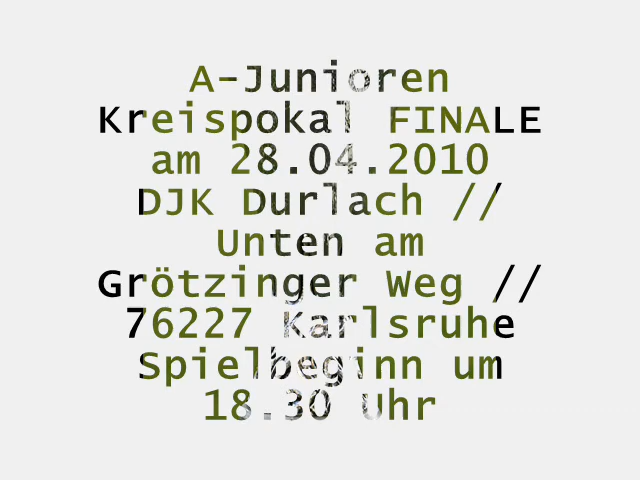 A-Junioren
Kreispokal FINALE
am 28.04.2010
DJK Durlach //
Unten am
Grötzinger Weg //
76227 Karlsruhe
Spielbeginn um
18.30 Uhr